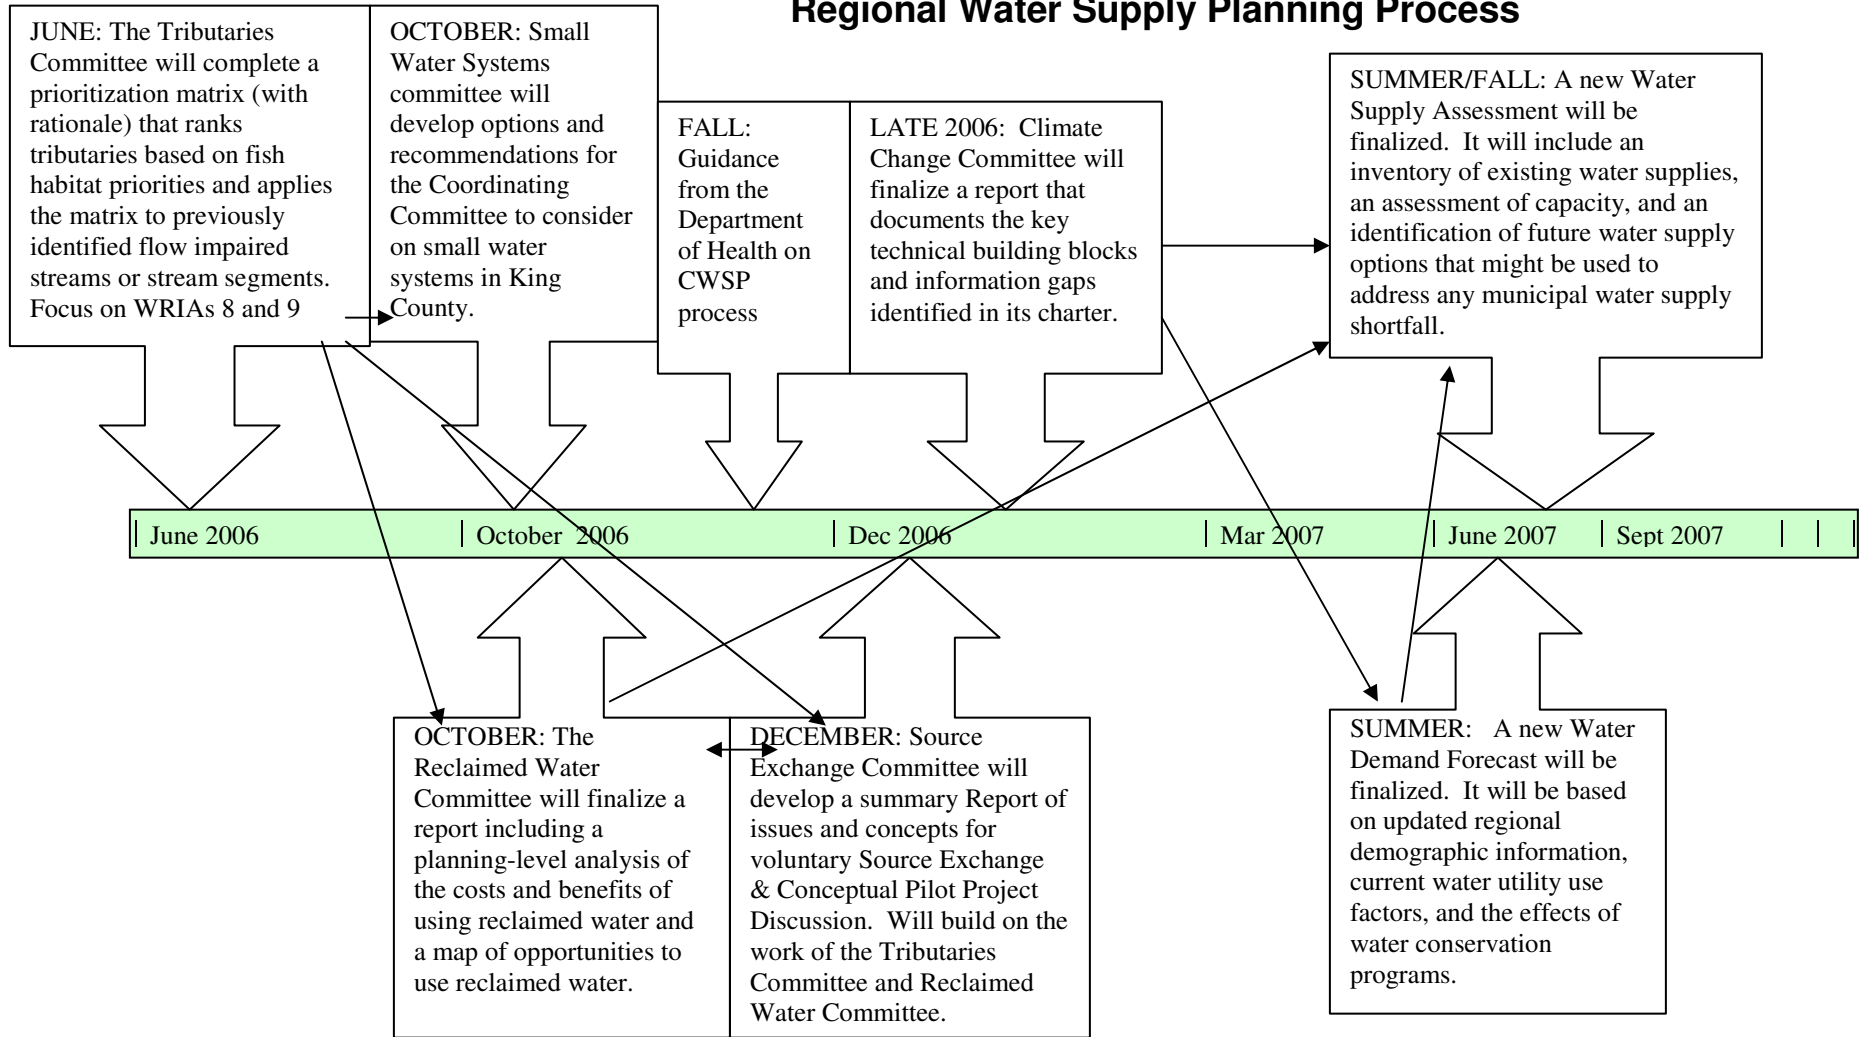 Regional Water Supply Planning Process
JUNE: The Tributaries
Committee will complete a
prioritization matrix (with
rationale) that ranks
tributaries based on fish
habitat priorities and applies
the matrix to previously
identified flow impaired
streams or stream segments.
Focus on WRIAs 8 and 9
OCTOBER: Small
Water Systems
committee will
develop options and
recommendations for
the Coordinating
Committee to consider
on small water
systems in King
County.
FALL:
Guidance
from the
Department
of Health on
CWSP
process
LATE 2006:  Climate
Change Committee will
finalize a report that
documents the key
technical building blocks
and information gaps
identified in its charter.
SUMMER/FALL: A new Water
Supply Assessment will be
finalized.  It will include an
inventory of existing water supplies,
an assessment of capacity, and an
identification of future water supply
options that might be used to
address any municipal water supply
shortfall.
June 2006
October  2006
Dec 2006
Mar 2007
June 2007
Sept 2007
OCTOBER: The
Reclaimed Water
Committee will finalize a
report including a
planning-level analysis of
the costs and benefits of
using reclaimed water and
a map of opportunities to
use reclaimed water.
DECEMBER: Source
Exchange Committee will
develop a summary Report of
issues and concepts for
voluntary Source Exchange
& Conceptual Pilot Project
Discussion.  Will build on the
work of the Tributaries
Committee and Reclaimed
Water Committee.
SUMMER:   A new Water
Demand Forecast will be
finalized.  It will be based
on updated regional
demographic information,
current water utility use
factors, and the effects of
water conservation
programs.